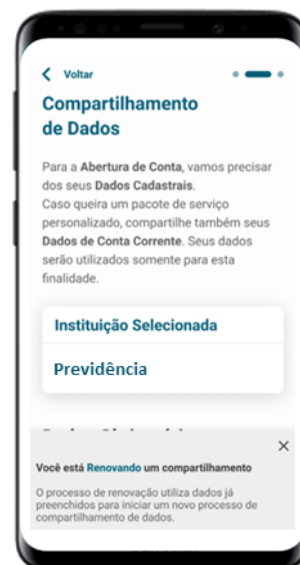 Voltar
Compartilhamento
de Dados
Para a Abertura de Conta, vamos precisar
dos seus Dados Cadastrais.
Caso queira um pacote de serviço
personalizado, compartilhe também seus
Dados de Conta Corrente. Seus dados
serão utilizados somente para esta
finalidade.
Instituição Selecionada
Previdência
Você está Renovando um compartilhamento
O processo de renovação utiliza dados já
preenchidos para iniciar um novo processo de
compartilhamento de dados.